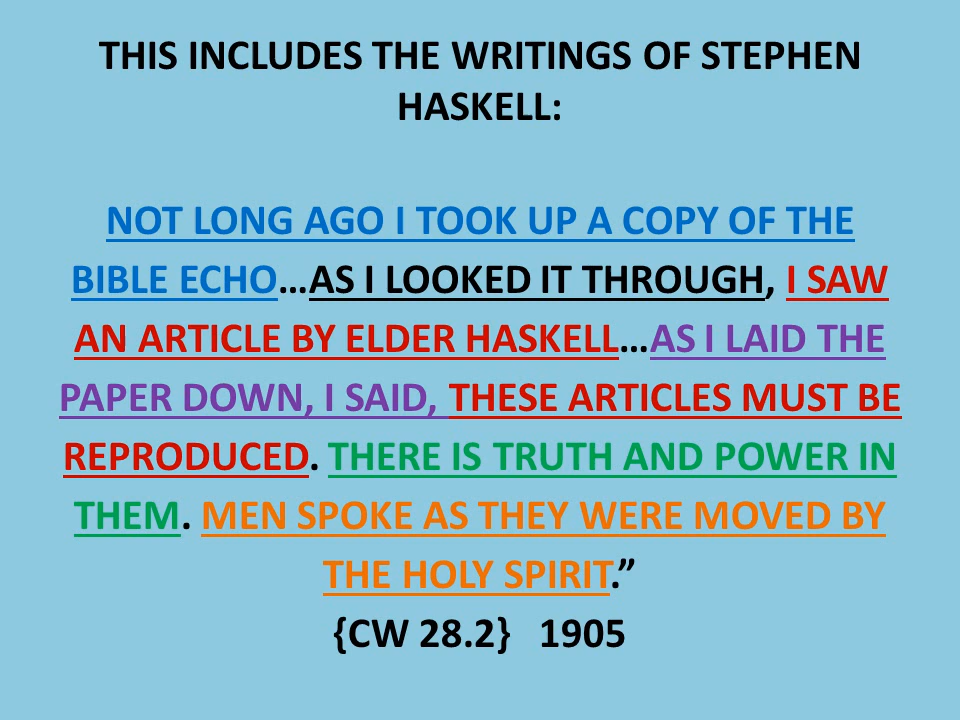 THIS INCLUDES THE WRITINGS OF STEPHEN
HASKELL:
NOT LONG AGO I TOOK UP A COPY OF THE
BIBLE ECHO…AS I LOOKED IT THROUGH, I SAW
AN ARTICLE BY ELDER HASKELL…AS I LAID THE
PAPER DOWN, I SAID, THESE ARTICLES MUST BE
REPRODUCED. THERE IS TRUTH AND POWER IN
THEM. MEN SPOKE AS THEY WERE MOVED BY
THE HOLY SPIRIT.”
{CW 28.2} 1905